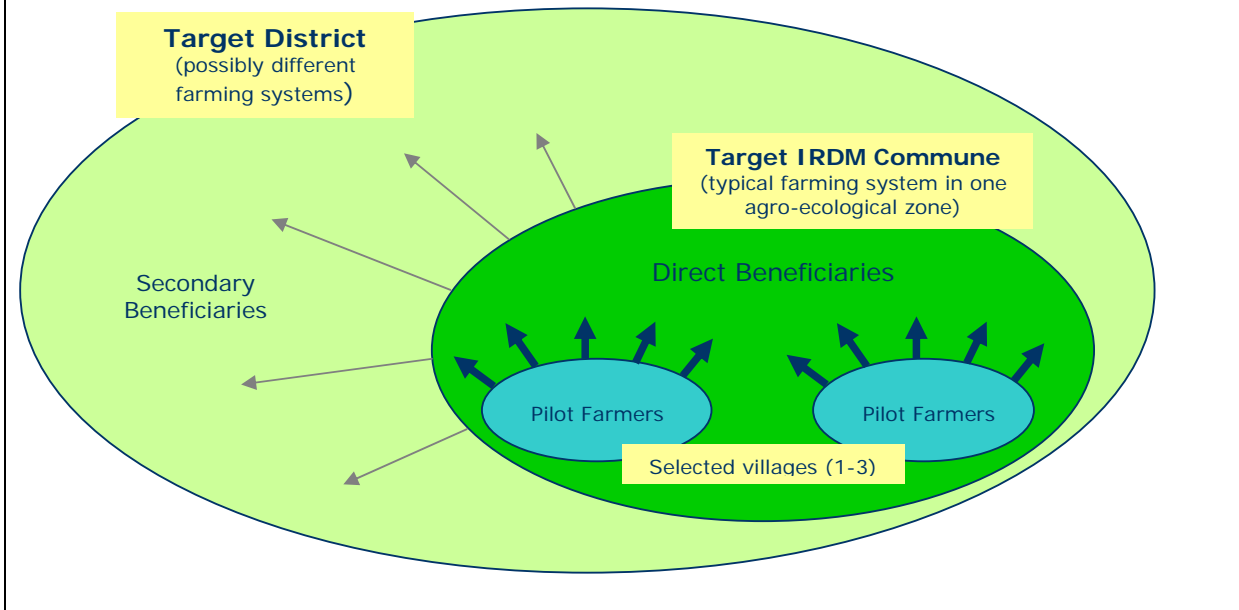 Target District
(possibly different
farming systems)
Target IRDM Commune
(typical farming system in one
agro-ecological zone)
Direct Beneficiaries
Secondary
Beneficiaries
Pilot Farmers
Pilot Farmers
Selected villages (1-3)